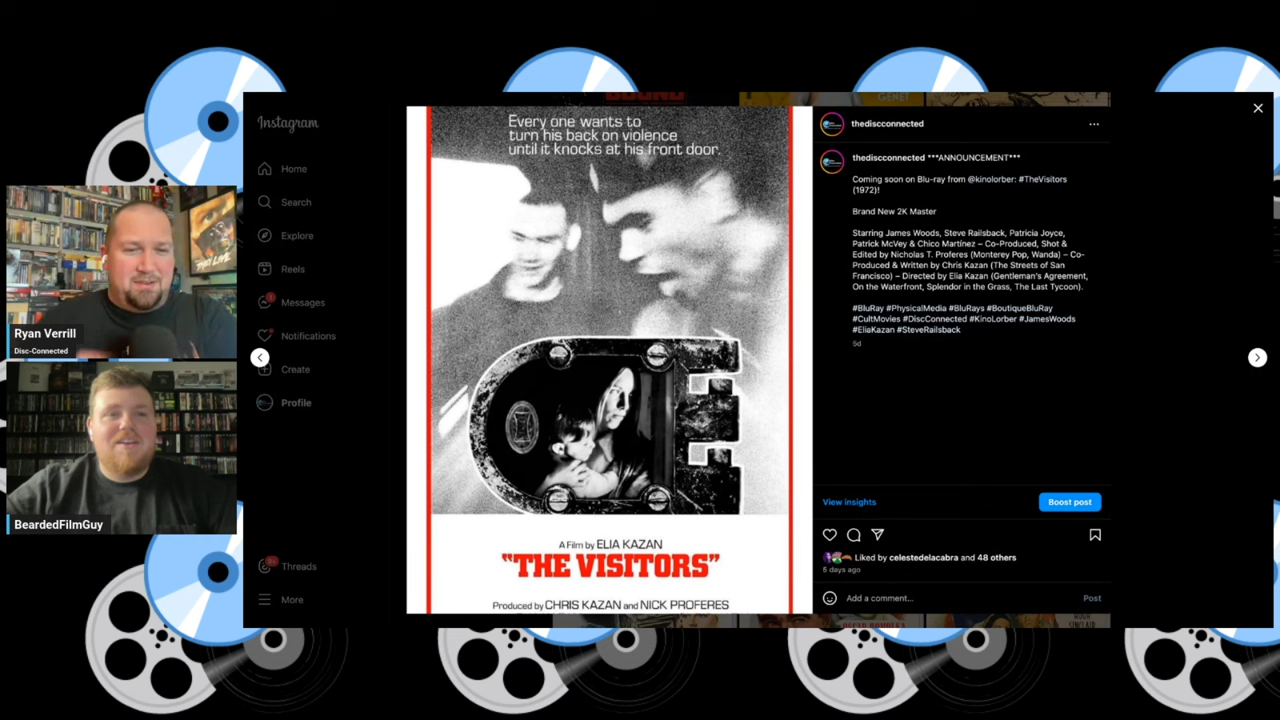 Instagram
Home
Search
Explore
Reels
Messages
Notifications
Create
Profile
Threads
More
Ryan Verrill
Disc-Connected
BeardedFilmGuy
THEY LIVE
SOUND
GENET
Every one wants to
turn his back on violence
until it knocks at his front door.
A Film by ELIA KAZAN
"THE VISITORS"
Produced by CHRIS KAZAN and NICK PROFERES
thediscconnected
thediscconnected ***ANNOUNCEMENT***
Coming soon on Blu-ray from @kinolorber: #TheVisitors
(1972)!
Brand New 2K Master
Starring James Woods, Steve Railsback, Patricia Joyce,
Patrick McVey & Chico Martínez – Co-Produced, Shot &
Edited by Nicholas T. Proferes (Monterey Pop, Wanda) – Co-
Produced & Written by Chris Kazan (The Streets of San
Francisco) – Directed by Elia Kazan (Gentleman's Agreement,
On the Waterfront, Splendor in the Grass, The Last Tycoon).
#BluRay #PhysicalMedia #BluRays #BoutiqueBluRay
#CultMovies #DiscConnected #KinoLorber #JamesWoods
#EliaKazan #SteveRailsback
5d
View insights
Boost post
Liked by celestedelacabra and 48 others
5 days ago
Add a comment...
Post